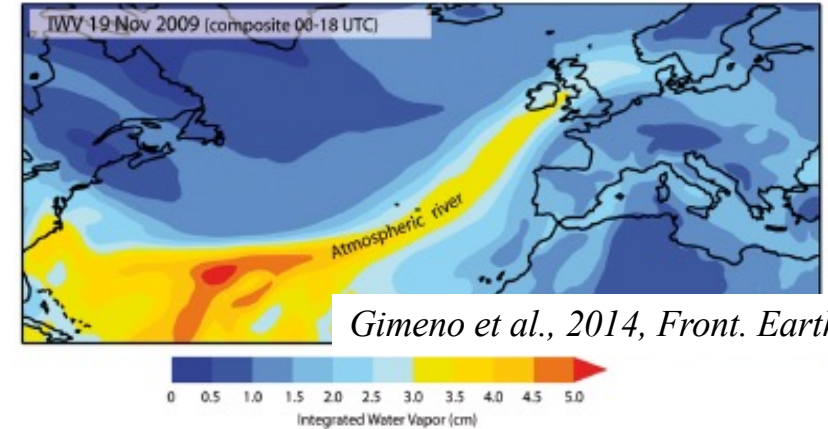 IWV 19 Nov 2009 (composite 00-18 UTC)
Atmospheric river
Gimeno et al., 2014, Front. Earth
0 0.5 1.0 1.5 2.0 2.5 3.0 3.5 4.0 4.5 5.0
Integrated Water Vapor (cm)